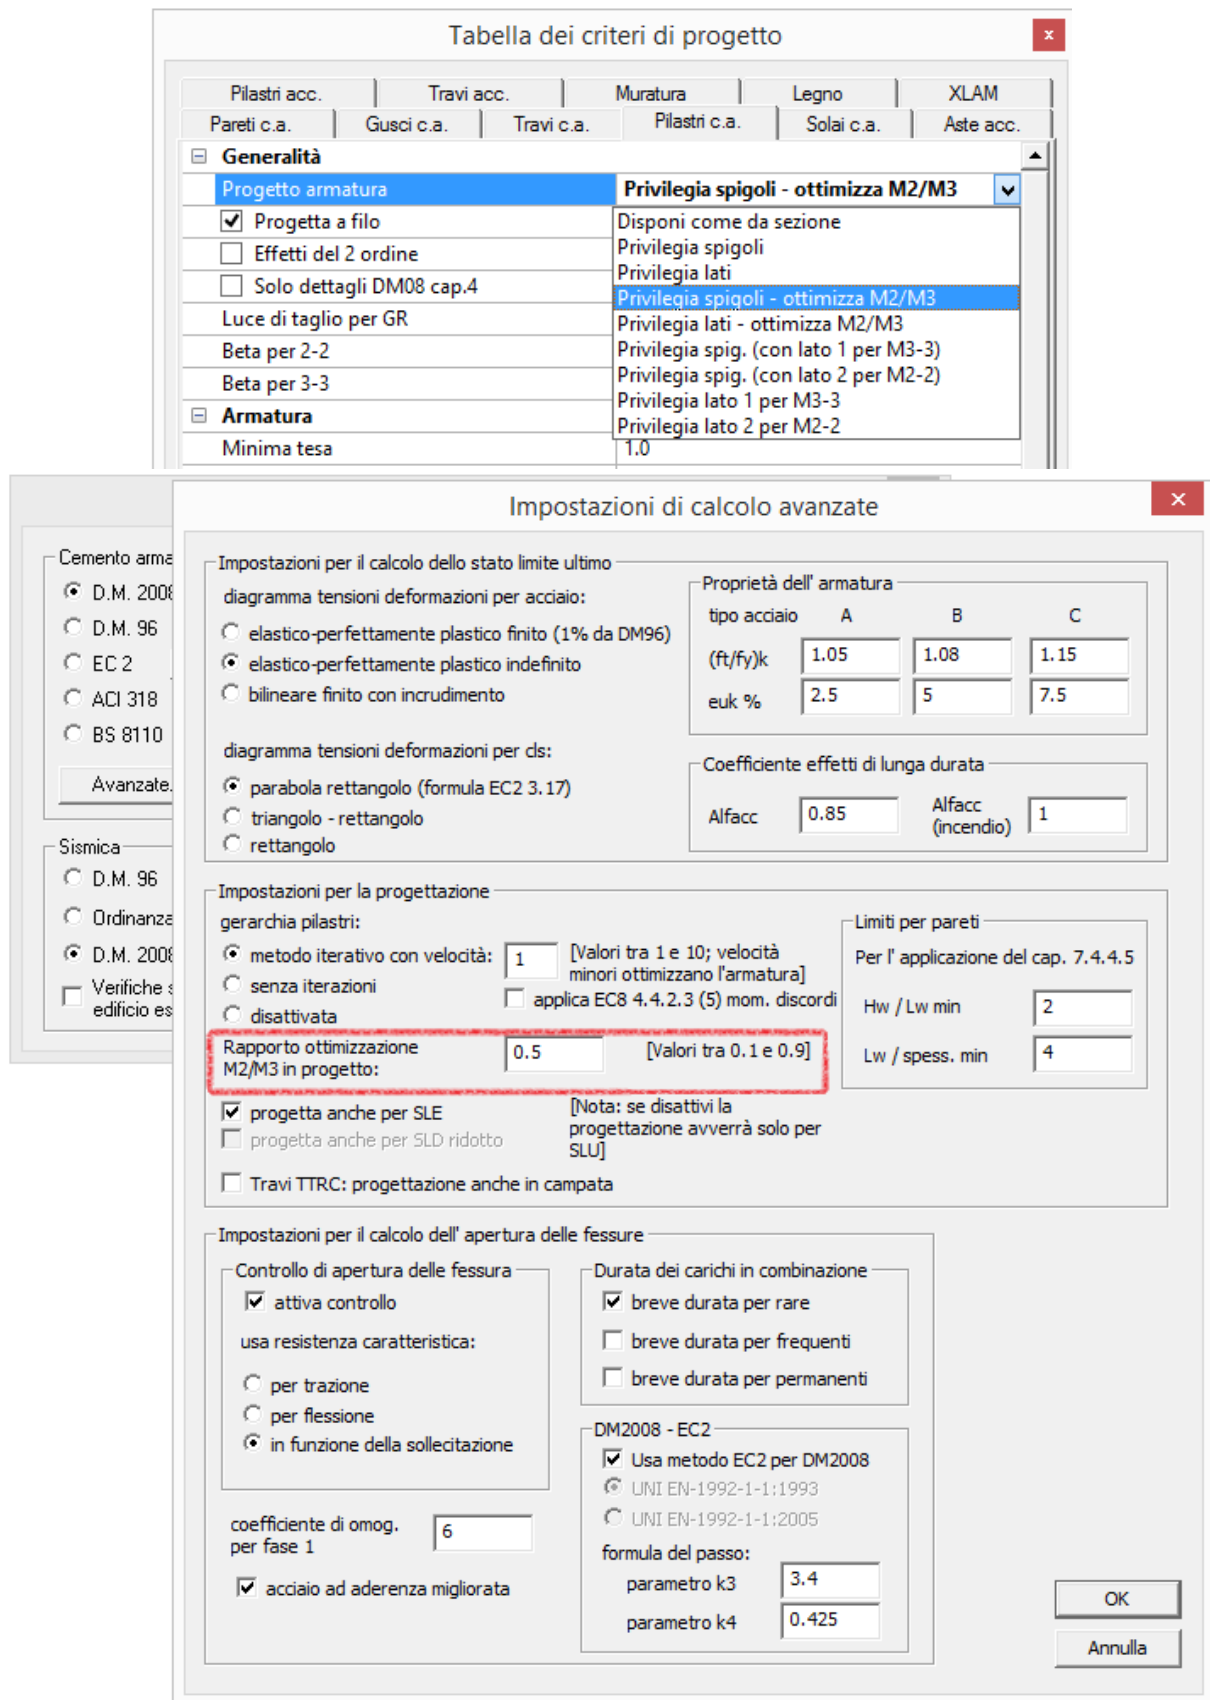 Tabella dei criteri di progetto
x
Pilastri acc. Travi acc. Muratura Legno XLAM
Pareti c.a. Gusci c.a. Travi c.a. Pilastri c.a. Solai c.a. Aste acc.
Generalità
Progetto armatura Privilegia spigoli - ottimizza M2/M3
Progetta a filo Disponi come da sezione
Effetti del 2 ordine Privilegia spigoli
Privilegia lati
Solo dettagli DM08 cap.4 Privilegia spigoli - ottimizza M2/M3
Luce di taglio per GR Privilegia lati - ottimizza M2/M3
Beta per 2-2 Privilegia spig. (con lato 1 per M3-3)
Beta per 3-3 Privilegia spig. (con lato 2 per M2-2)
Privilegia lato 1 per M3-3
Armatura Privilegia lato 2 per M2-2
Minima tesa 1.0
Cemento arma
D.M. 2008
D.M. 96
EC 2
ACI 318
BS 8110
Avanzate.
Sismica
D.M. 96
Ordinanza
D.M. 2008
Verifiche s
edificio es
Impostazioni di calcolo avanzate
x
Impostazioni per il calcolo dello stato limite ultimo
diagramma tensioni deformazioni per acciaio:
elastico-perfettamente plastico finito (1% da DM96)
elastico-perfettamente plastico indefinito
bilineare finito con incrudimento
diagramma tensioni deformazioni per cls:
parabola rettangolo (formula EC2 3.17)
triangolo - rettangolo
rettangolo
Proprietà dell' armatura
tipo acciaio A B C
(ft/fy)k 1.05 1.08 1.15
euk % 2.5 5 7.5
Coefficiente effetti di lunga durata
Alfacc 0.85 Alfacc
(incendio) 1
Impostazioni per la progettazione
gerarchia pilastri:
metodo iterativo con velocità: 1 [Valori tra 1 e 10; velocità
minori ottimizzano l'armatura]
senza iterazioni
applica EC8 4.4.2.3 (5) mom. discordi
disattivata
Rapporto ottimizzazione
M2/M3 in progetto: 0.5 [Valori tra 0.1 e 0.9]
progetta anche per SLE [Nota: se disattivi la
progettazione avverrà solo per
SLU]
progetta anche per SLD ridotto
Travi TTRC: progettazione anche in campata
Limiti per pareti
Per l' applicazione del cap. 7.4.4.5
Hw / Lw min 2
Lw / spess. min 4
Impostazioni per il calcolo dell' apertura delle fessure
Controllo di apertura delle fessura
attiva controllo
usa resistenza caratteristica:
per trazione
per flessione
in funzione della sollecitazione
coefficiente di omog.
per fase 1 6
acciaio ad aderenza migliorata
Durata dei carichi in combinazione
breve durata per rare
breve durata per frequenti
breve durata per permanenti
DM2008 - EC2
Usa metodo EC2 per DM2008
UNI EN-1992-1-1:1993
UNI EN-1992-1-1:2005
formula del passo:
parametro k3 3.4
parametro k4 0.425
OK
Annulla